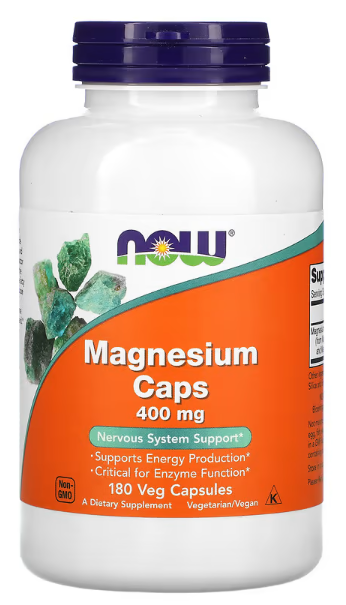 NOW®
Magnesium
Caps
400 mg
Nervous System Support*
•Supports Energy Production*
•Critical for Enzyme Function*
180 Veg Capsules
Non-
GMO
A Dietary Supplement
Vegetarian/Vegan
K